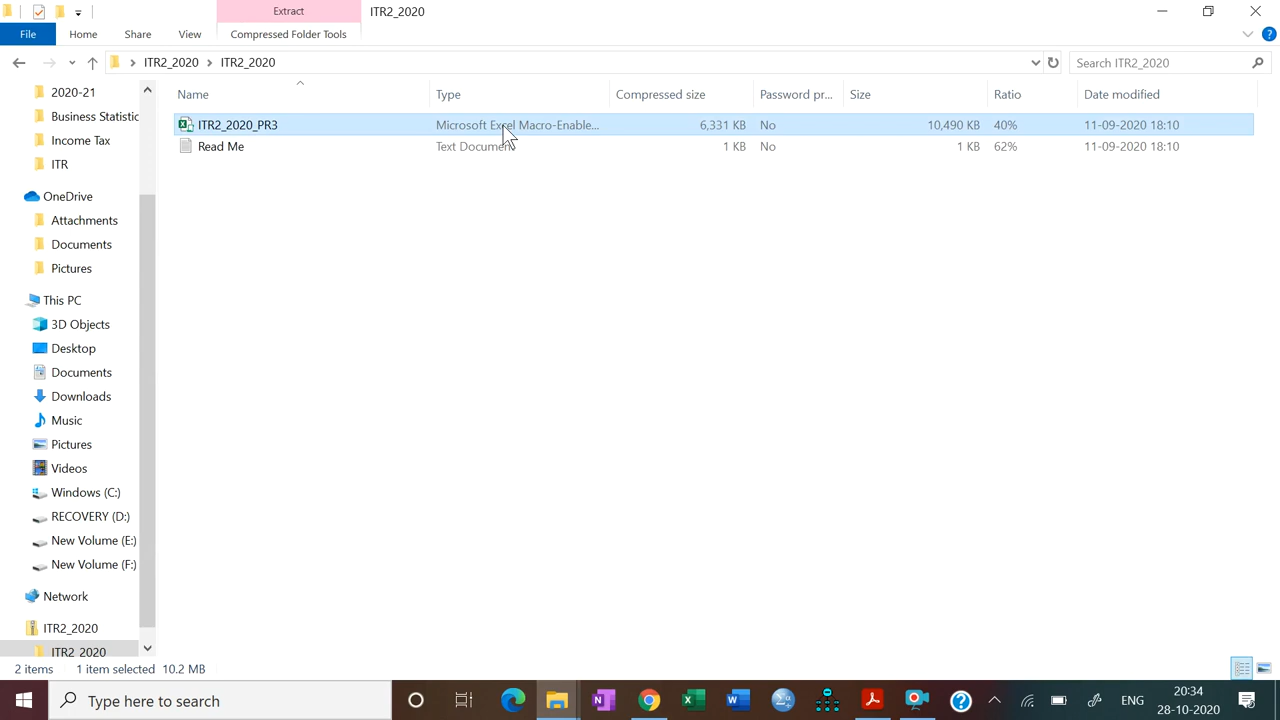 Extract
ITR2_2020
File
Home
Share
View
Compressed Folder Tools
ITR2_2020
ITR2_2020
Search ITR2_2020
Name
Type
Compressed size
Password pr...
Size
Ratio
Date modified
ITR2_2020_PR3
Microsoft Excel Macro-Enable...
6,331 KB
No
10,490 KB
40%
11-09-2020 18:10
Read Me
Text Document
1 KB
No
1 KB
62%
11-09-2020 18:10
2020-21
Business Statistic
Income Tax
ITR
OneDrive
Attachments
Documents
Pictures
This PC
3D Objects
Desktop
Documents
Downloads
Music
Pictures
Videos
Windows (C:)
RECOVERY (D:)
New Volume (E:)
New Volume (F:)
Network
ITR2_2020
ITR2_2020
2 items
1 item selected
10.2 MB
Type here to search
ENG
20:34
28-10-2020